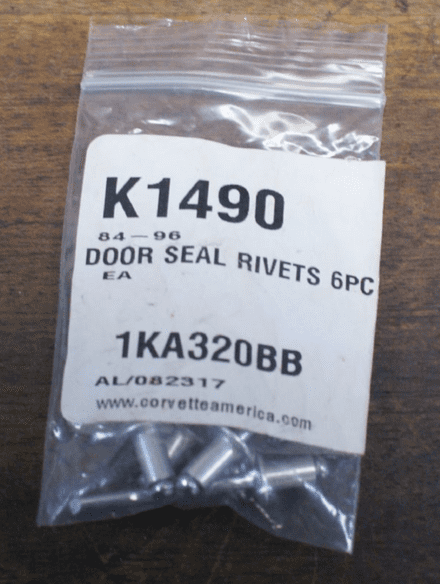 K1490
84-96
DOOR SEAL RIVETS 6PC
EA
1KA320BB
AL/082317
www.corvetteamerica.com